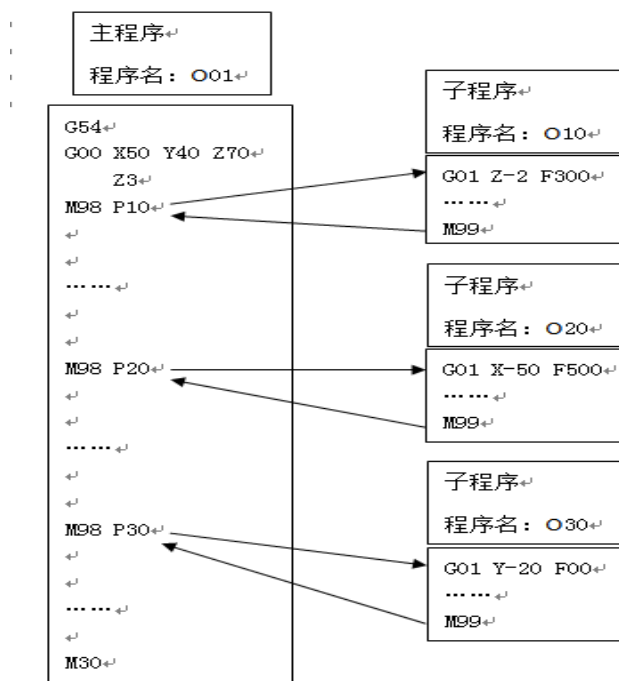 主程序↵
程序名：O01↵
G54↵
G00 X50 Y40 Z70↵
Z3↵
M98 P10↵
↵
↵
……↵
↵
↵
M98 P20↵
↵
↵
……↵
↵
↵
M98 P30↵
↵
↵
……↵
↵
M30↵
子程序↵
程序名：O10↵
G01 Z-2 F300↵
……↵
M99↵
子程序↵
程序名：O20↵
G01 X-50 F500↵
……↵
M99↵
子程序↵
程序名：O30↵
G01 Y-20 F00↵
……↵
M99↵